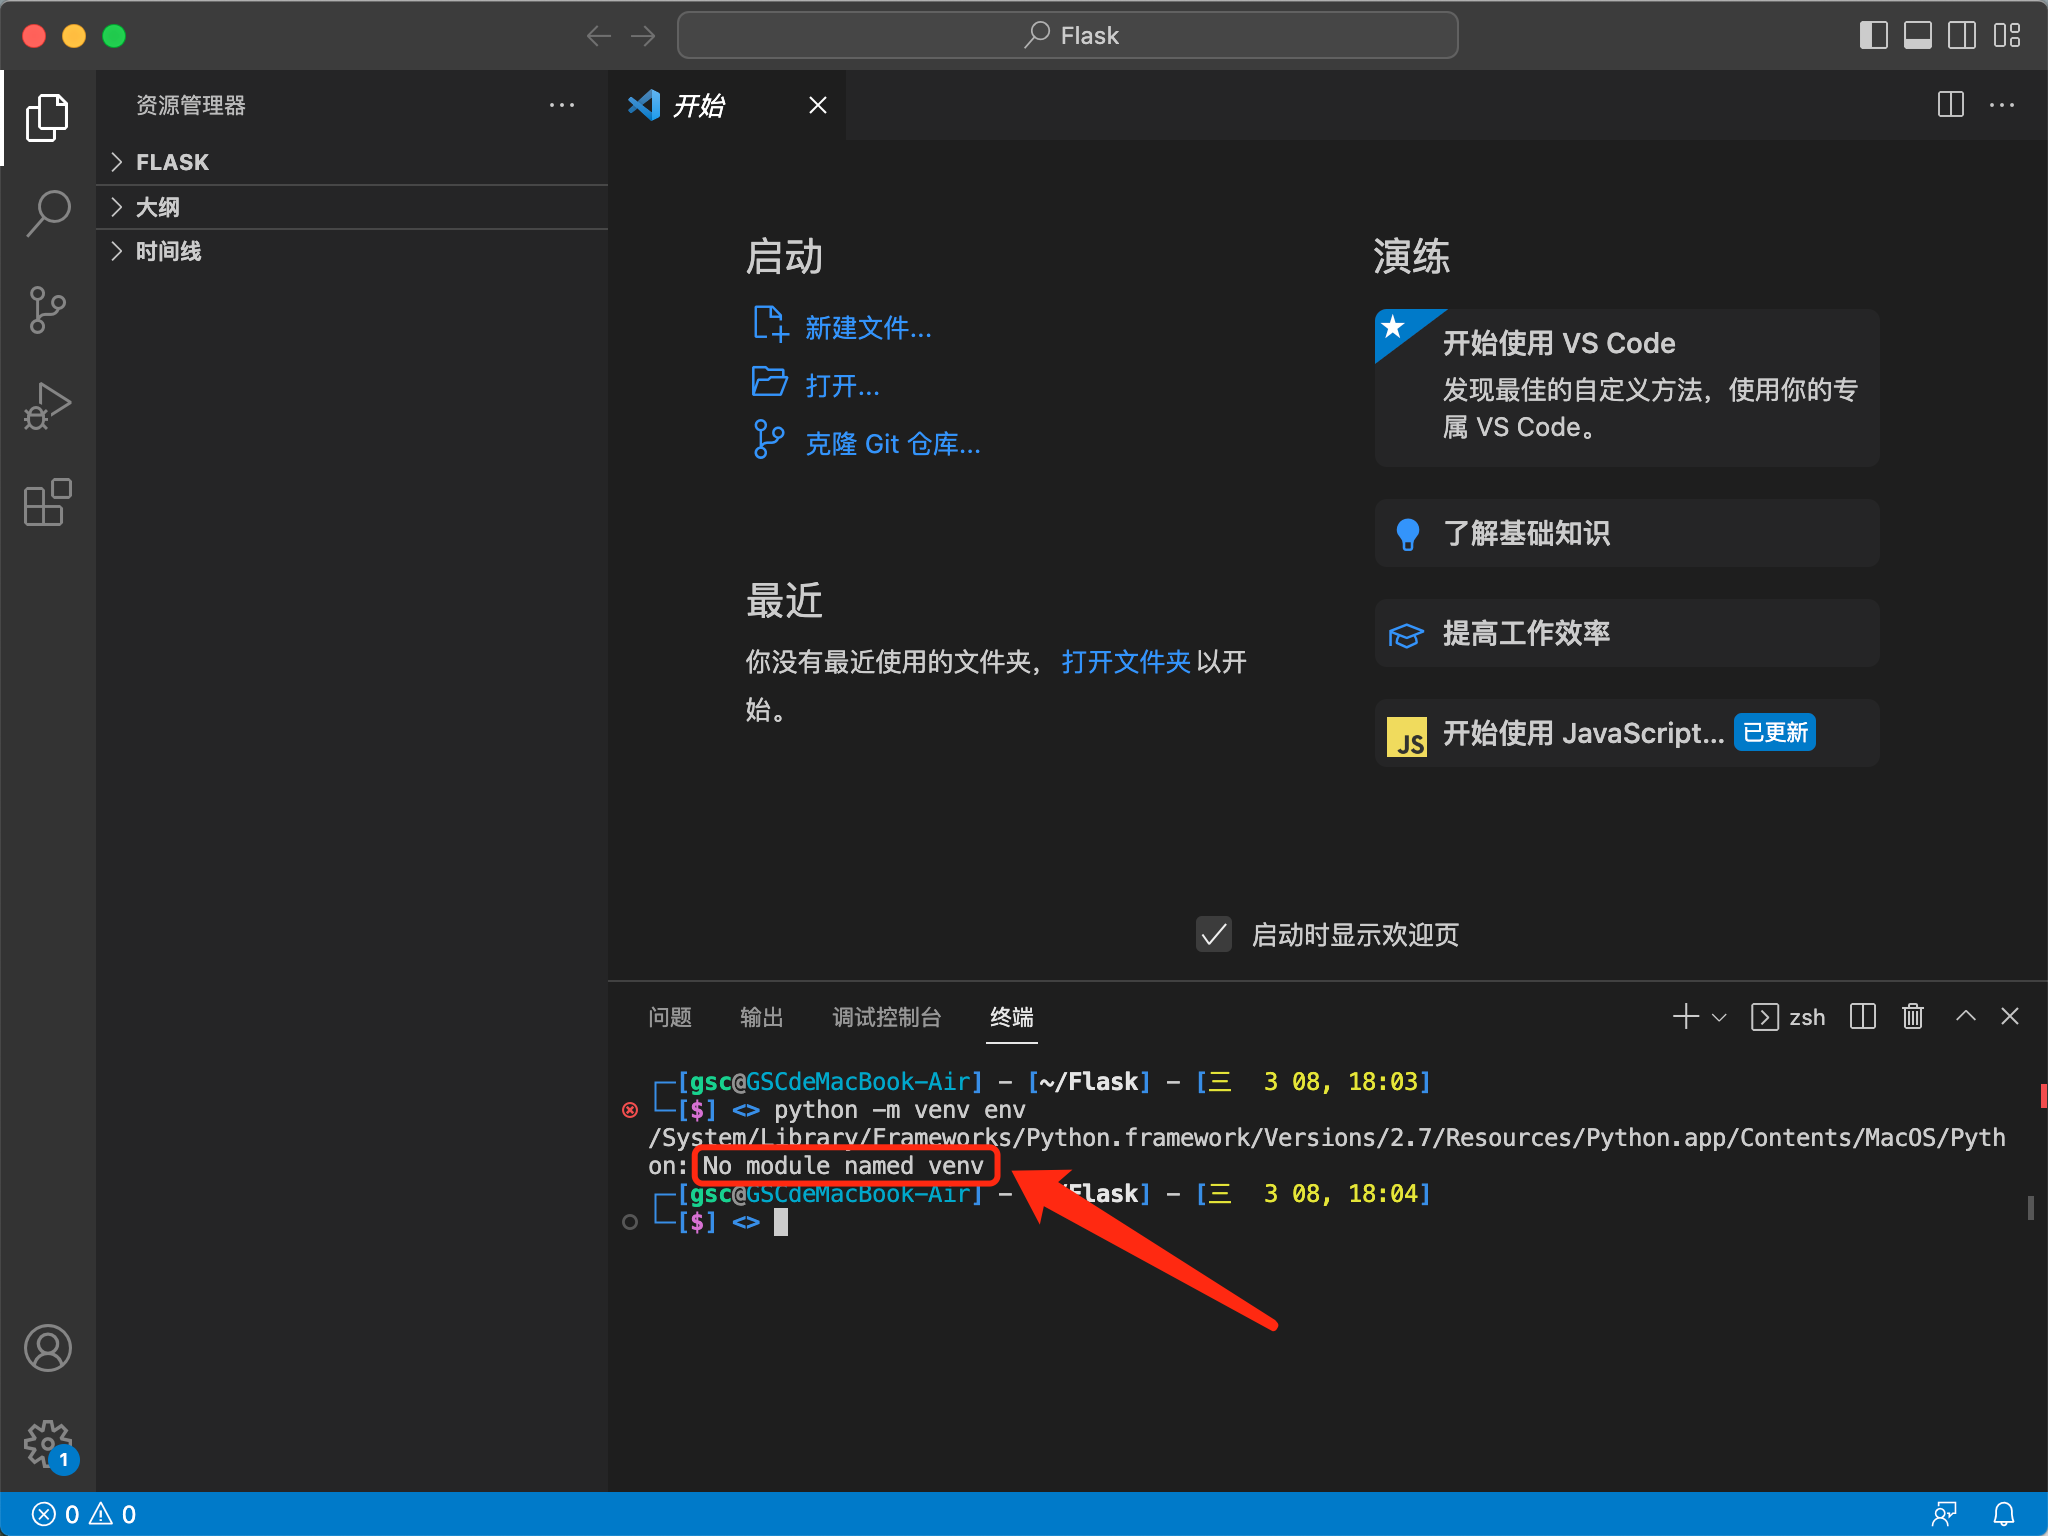 Flask
资源管理器
开始
FLASK
大纲
时间线
启动
新建文件...
打开...
克隆 Git 仓库...
最近
你没有最近使用的文件夹，打开文件夹以开
始。
演练
开始使用 VS Code
发现最佳的自定义方法，使用你的专
属 VS Code。
了解基础知识
提高工作效率
JS 开始使用 JavaScript... 已更新
启动时显示欢迎页
问题 输出 调试控制台 终端 zsh
[gsc@GSCdeMacBook-Air] - [~/Flask] - [三  3 08, 18:03]
[$] <> python -m venv env
/System/Library/Frameworks/Python.framework/Versions/2.7/Resources/Python.app/Contents/MacOS/Pyth
on: No module named venv
[gsc@GSCdeMacBook-Air] - /Flask] - [三  3 08, 18:04]
[$] <>
1
0 0